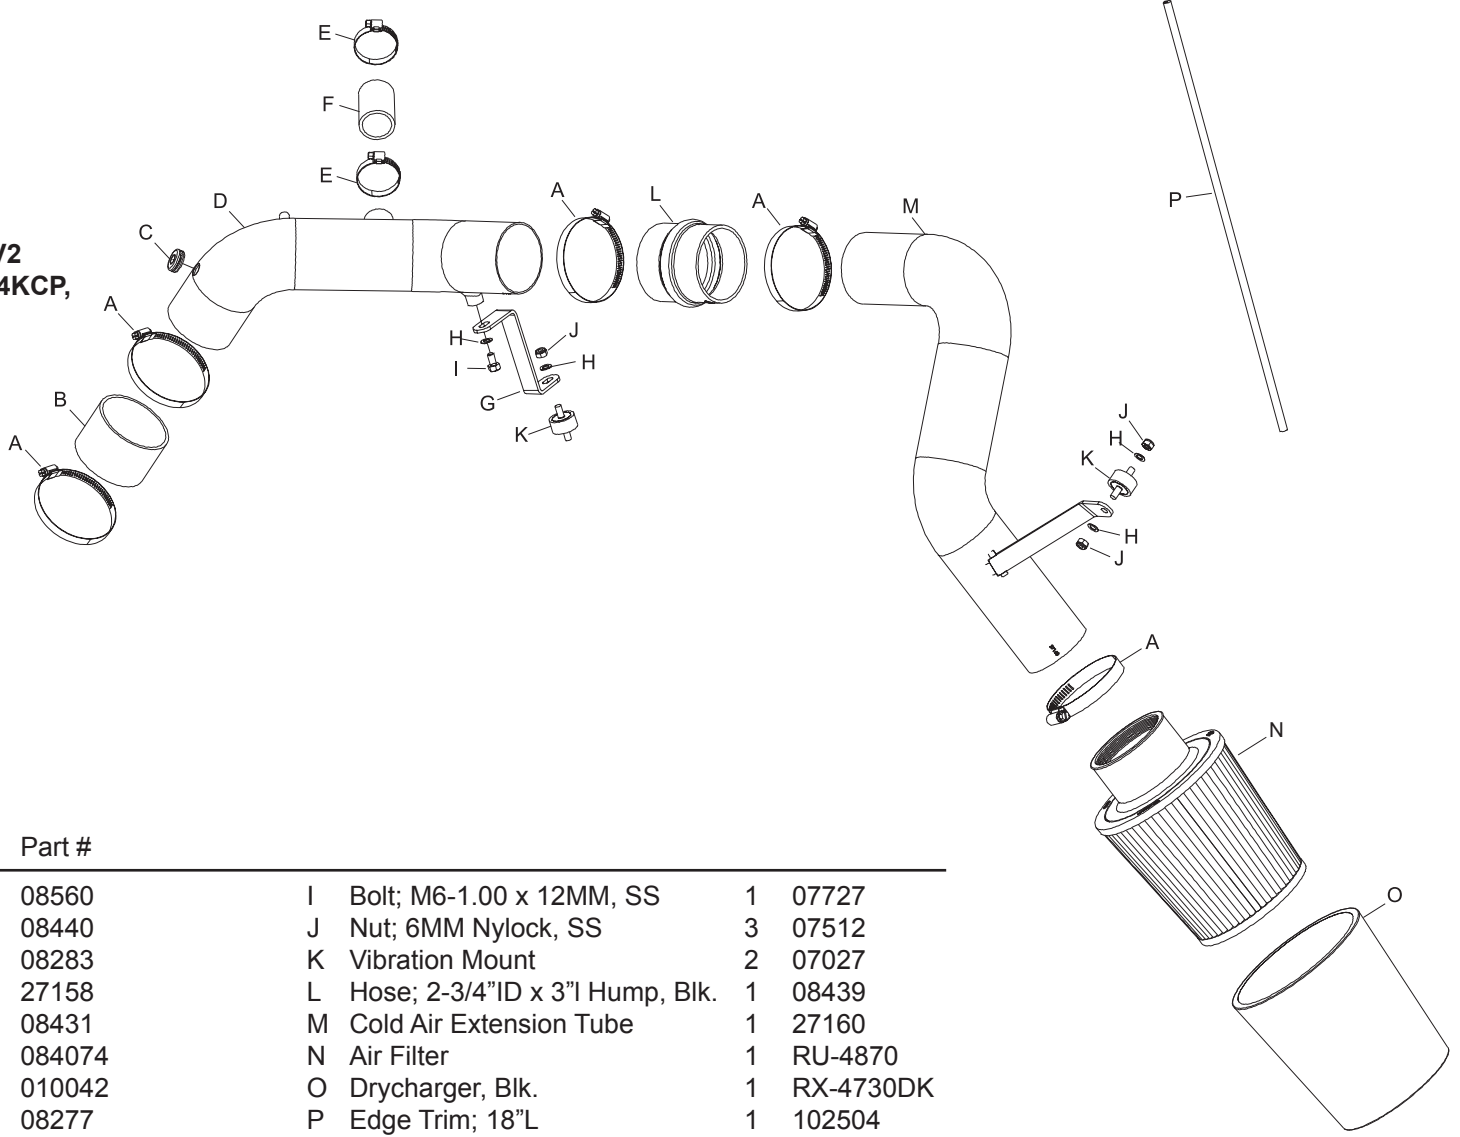 E
F
E
D
C
A
B
A
A
L
A
M
P
V2
4KCP,
H
I
J
H
G
K
J
H
K
H
J
A
N
O
Part #
08560 I Bolt; M6-1.00 x 12MM, SS 1 07727
08440 J Nut; 6MM Nylock, SS 3 07512
08283 K Vibration Mount 2 07027
27158 L Hose; 2-3/4”ID x 3”l Hump, Blk. 1 08439
08431 M Cold Air Extension Tube 1 27160
084074 N Air Filter 1 RU-4870
010042 O Drycharger, Blk. 1 RX-4730DK
08277 P Edge Trim; 18”L 1 102504